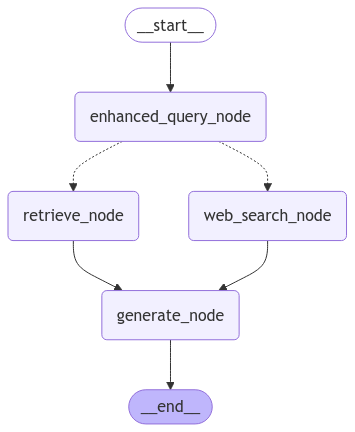 __start__
enhanced_query_node
retrieve_node
web_search_node
generate_node
__end__